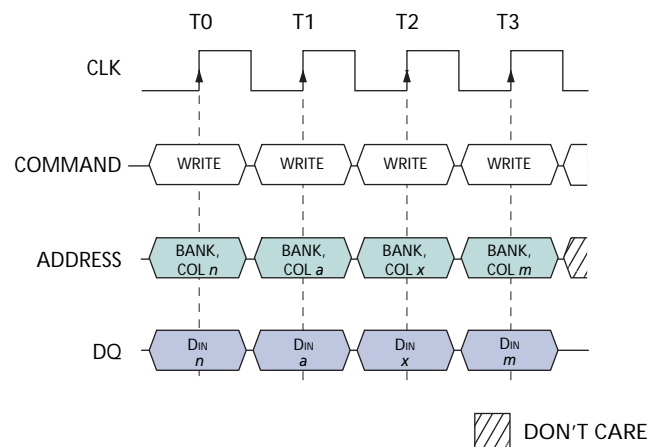 T0 T1 T2 T3
CLK
COMMAND WRITE WRITE WRITE WRITE
ADDRESS
BANK, BANK, BANK, BANK,
COL n COL a COL x COL m
DQ
DIN DIN DIN DIN
n a x m
DON'T CARE